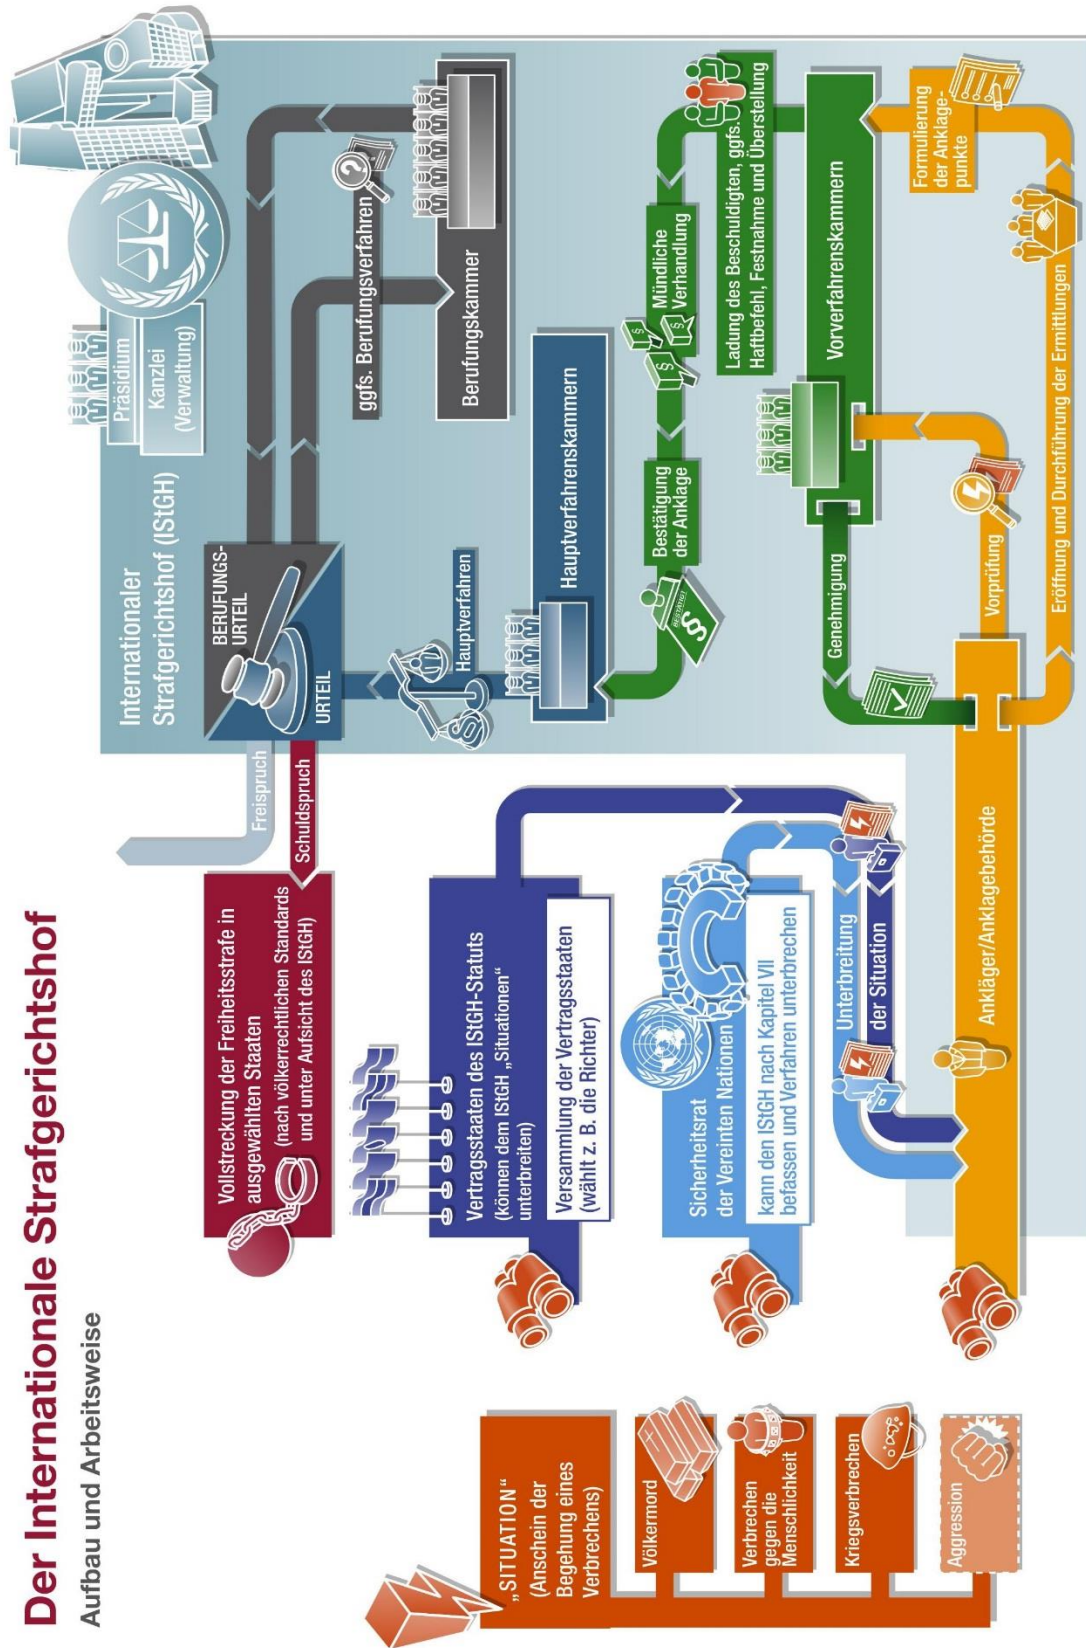 Der Internationale Strafgerichtshof
Aufbau und Arbeitsweise
„SITUATION“
(Anschein der
Begehung eines
Verbrechens)
Völkermord
Verbrechen
gegen die
Menschlichkeit
Kriegsverbrechen
Aggression
Vollstreckung der Freiheitsstrafe in
ausgewählten Staaten
(nach völkerrechtlichen Standards
und unter Aufsicht des IStGH)
Vertragsstaaten des IStGH-Statuts
(können dem IStGH „Situationen“
unterbreiten)
Versammlung der Vertragsstaaten
(wählt z. B. die Richter)
Sicherheitsrat
der Vereinten Nationen
kann den IStGH nach Kapitel VII
befassen und Verfahren unterbrechen
Unterbreitung
der Situation
Ankläger/Anklagebehörde
Freispruch
Schuldspruch
Internationaler
Strafgerichtshof (IStGH)
Präsidium
Kanzlei
(Verwaltung)
BERUFUNGS-
URTEIL
URTEIL
ggfs. Berufungsverfahren
Berufungskammer
Hauptverfahren
Hauptverfahrenskammern
Bestätigung
der Anklage
BESTÄTIGT
§§
Mündliche
Verhandlung
Ladung des Beschuldigten, ggfs.
Haftbefehl, Festnahme und Überstellung
Vorverfahrenskammern
Genehmigung
Vorprüfung
Formulierung
der Anklage-
punkte
Eröffnung und Durchführung der Ermittlungen